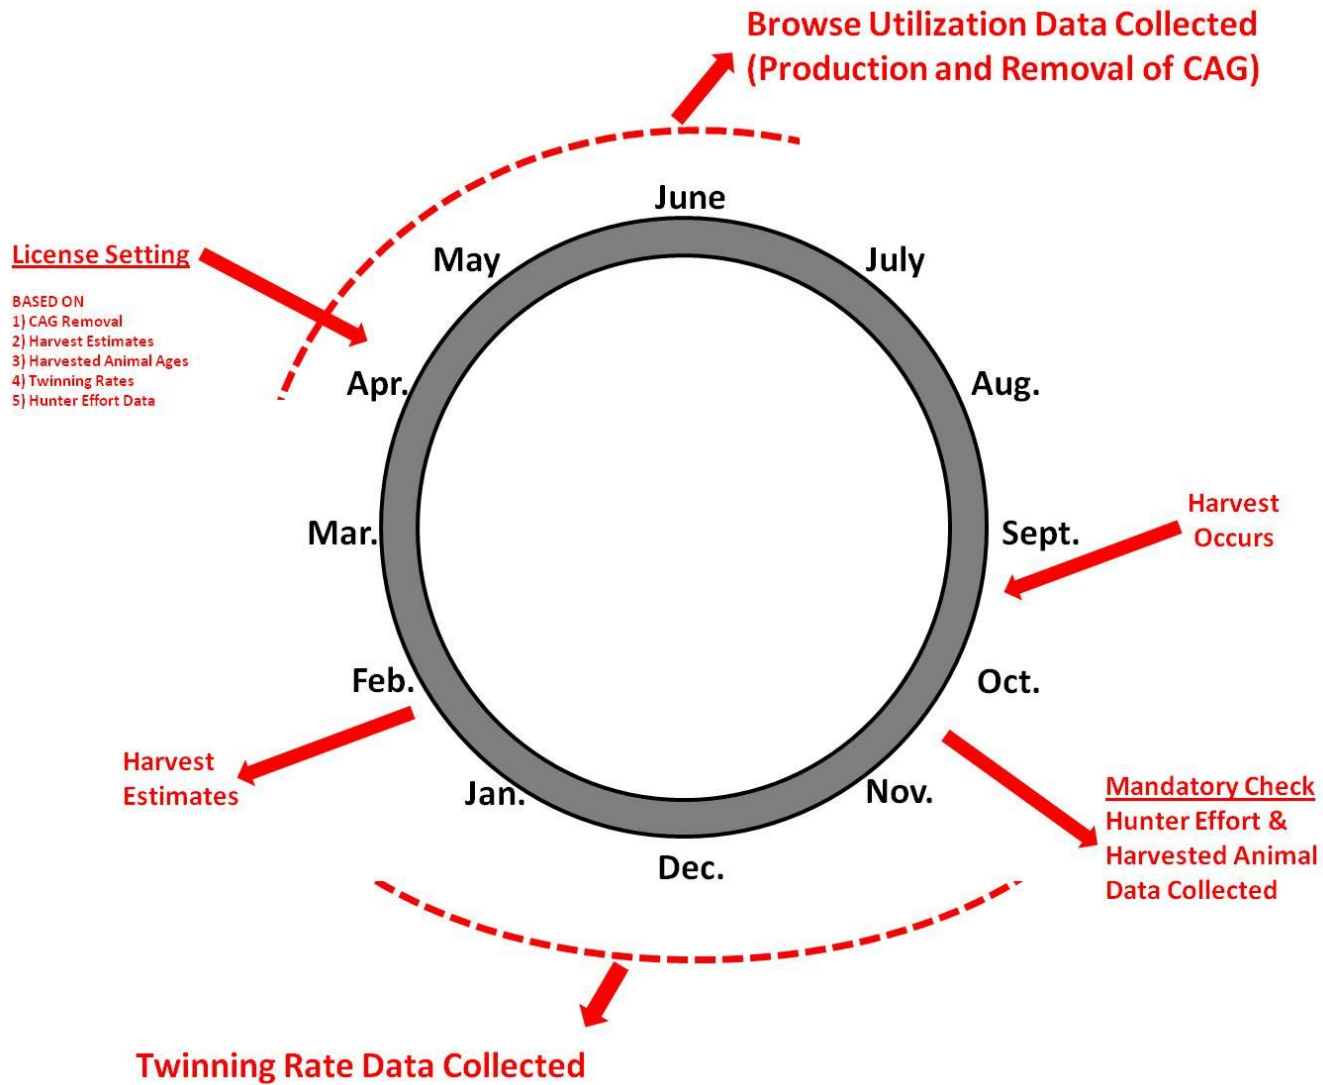 Browse Utilization Data Collected
(Production and Removal of CAG)
June
License Setting
May
July
BASED ON
1) CAG Removal
2) Harvest Estimates
3) Harvested Animal Ages
4) Twinning Rates
5) Hunter Effort Data
Apr.
Aug.
Mar.
Sept.
Harvest
Occurs
Feb.
Oct.
Harvest
Estimates
Jan.
Nov.
Mandatory Check
Hunter Effort &
Harvested Animal
Data Collected
Dec.
Twinning Rate Data Collected